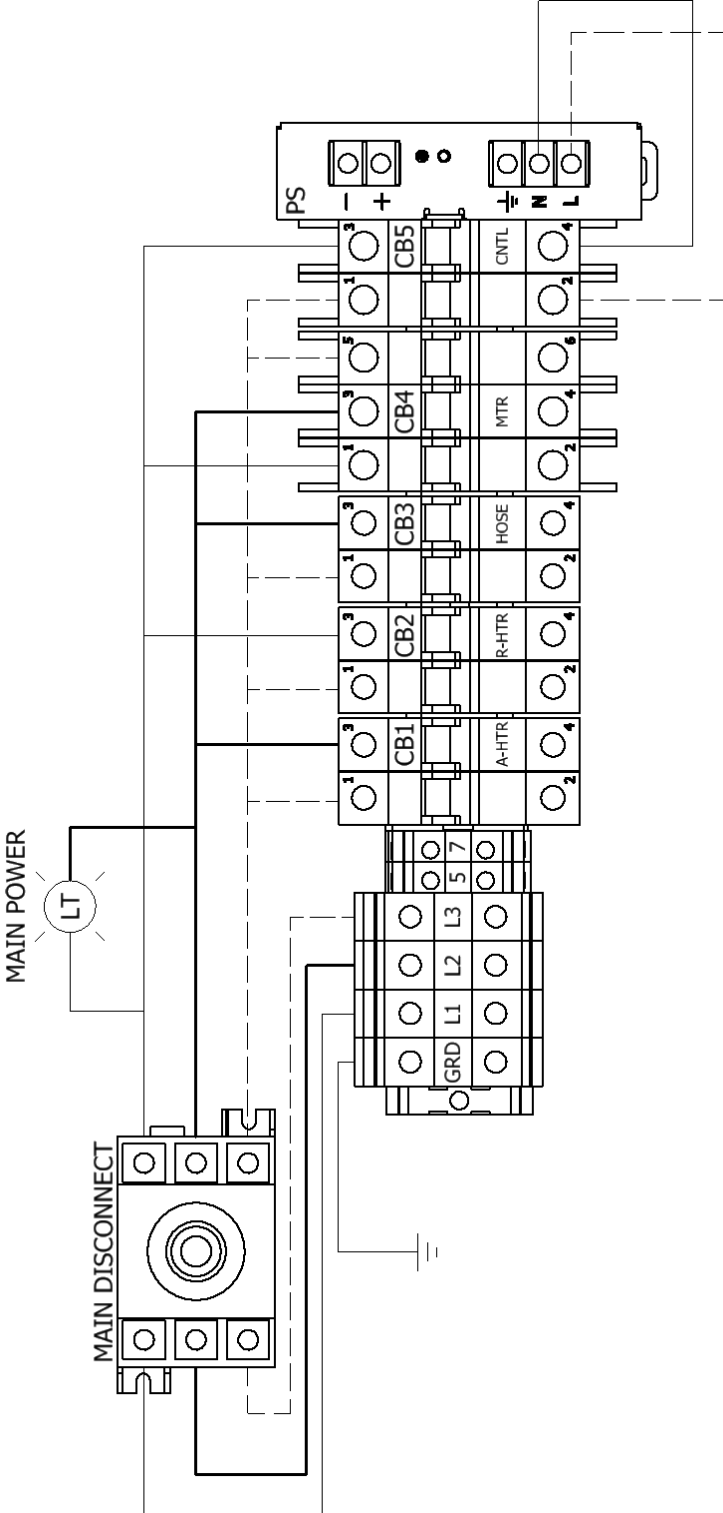 MAIN POWER
LT
MAIN DISCONNECT
PS
−
+
1 3 1 3 1 3 1 3 5 1 3
CB1 CB2 CB3 CB4 CB5
GRD L1 L2 L3 5 7
A-HTR R-HTR HOSE MTR CNTL
N
L
2 4 2 4 2 4 2 4 6 2 4